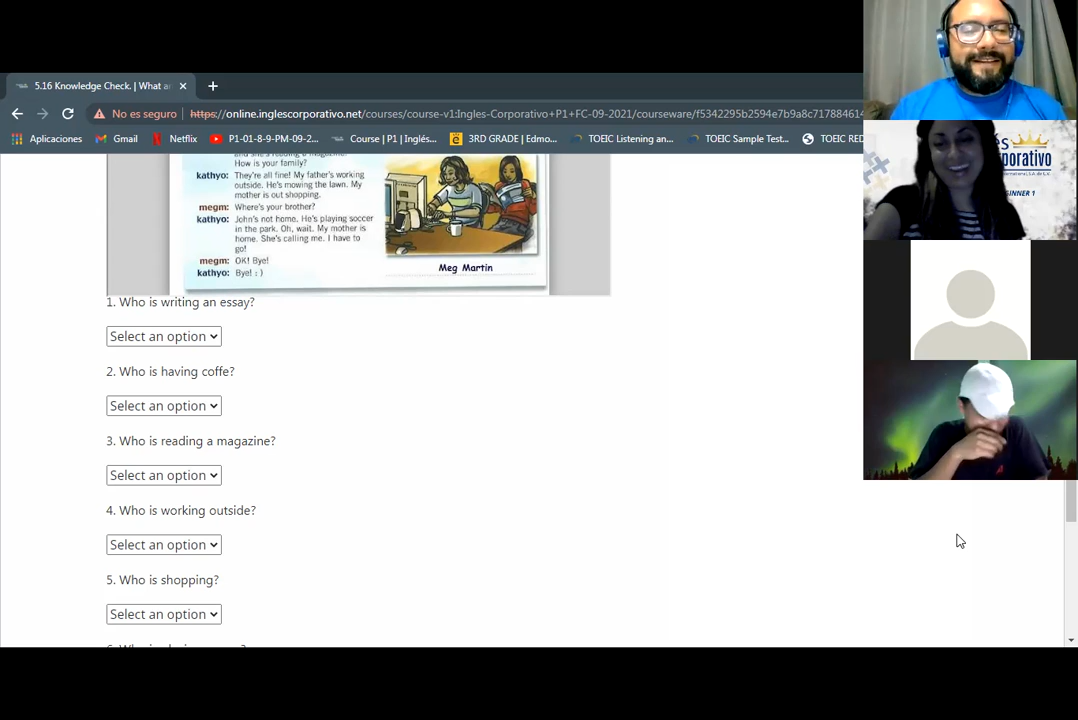 5.16 Knowledge Check. | What a
No es seguro
https://online.inglescorporativo.net/courses/course-v1:Ingles-Corporativo+P1+FC-09-2021/courseware/f5342295b2594e7b9a8c717884614
Aplicaciones
Gmail
Netflix
P1-01-8-9-PM-09-2...
Course | P1 | Inglés...
3RD GRADE | Edmo...
TOEIC Listening an...
TOEIC Sample Test...
TOEIC RED
and she's reading a magazine.
How is your family?
kathyo: They're all fine! My father's working
outside. He's mowing the lawn. My
mother is out shopping.
megm: Where's your brother?
kathyo: John's not home. He's playing soccer
in the park. Oh, wait. My mother is
home. She's calling me. I have to
go!
megm: OK! Bye!
kathyo: Bye! : )
Meg Martin
1. Who is writing an essay?
Select an option
2. Who is having coffe?
Select an option
3. Who is reading a magazine?
Select an option
4. Who is working outside?
Select an option
5. Who is shopping?
Select an option